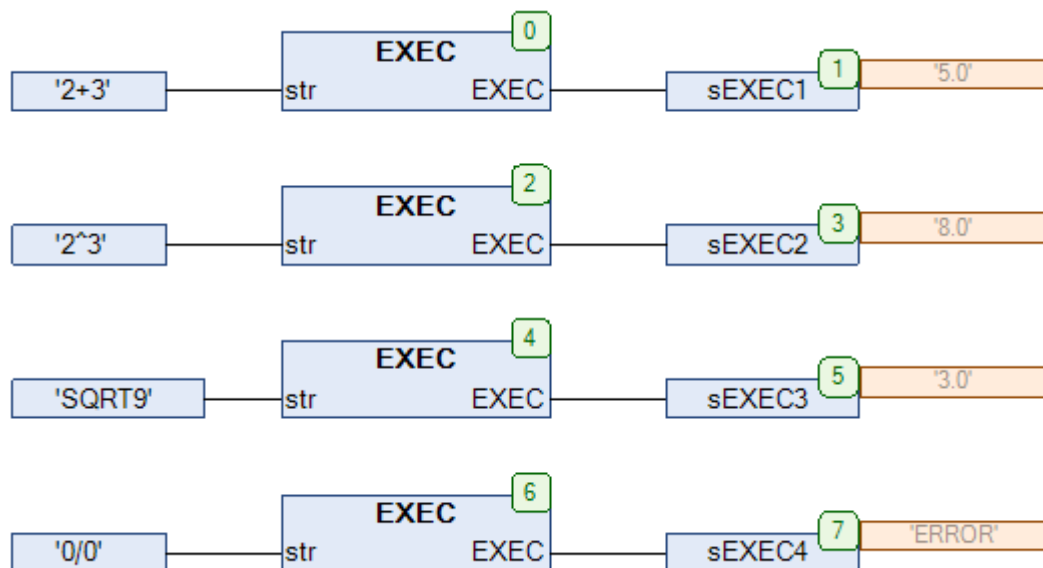 0
EXEC
1
'5.0'
'2+3'
str
EXEC
sEXEC1
2
EXEC
3
'8.0'
'2^3'
str
EXEC
sEXEC2
4
EXEC
5
'3.0'
'SQRT9'
str
EXEC
sEXEC3
6
EXEC
7
'ERROR'
'0/0'
str
EXEC
sEXEC4